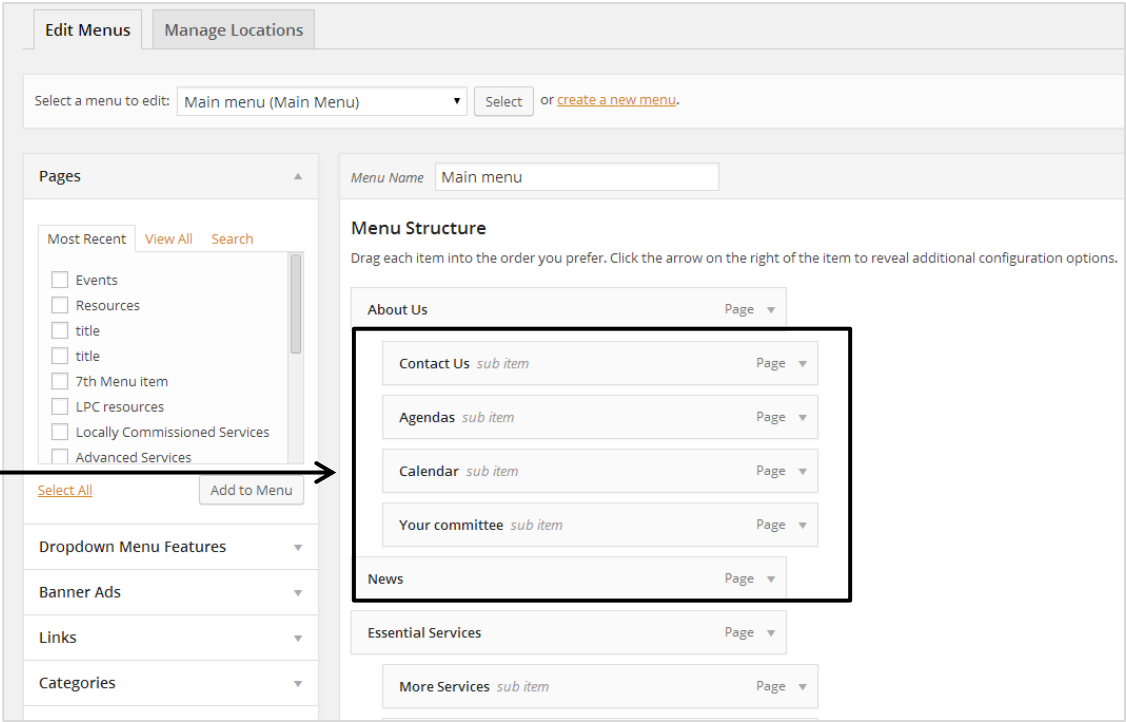 Edit Menus
Manage Locations
Select a menu to edit: Main menu (Main Menu) Select or create a new menu.
Pages
Most Recent View All Search
Events
Resources
title
title
7th Menu item
LPC resources
Locally Commissioned Services
Advanced Services
Select All Add to Menu
Dropdown Menu Features
Banner Ads
Links
Categories
Menu Name Main menu
Menu Structure
Drag each item into the order you prefer. Click the arrow on the right of the item to reveal additional configuration options.
About Us Page
Contact Us sub item Page
Agendas sub item Page
Calendar sub item Page
Your committee sub item Page
News Page
Essential Services Page
More Services sub item Page